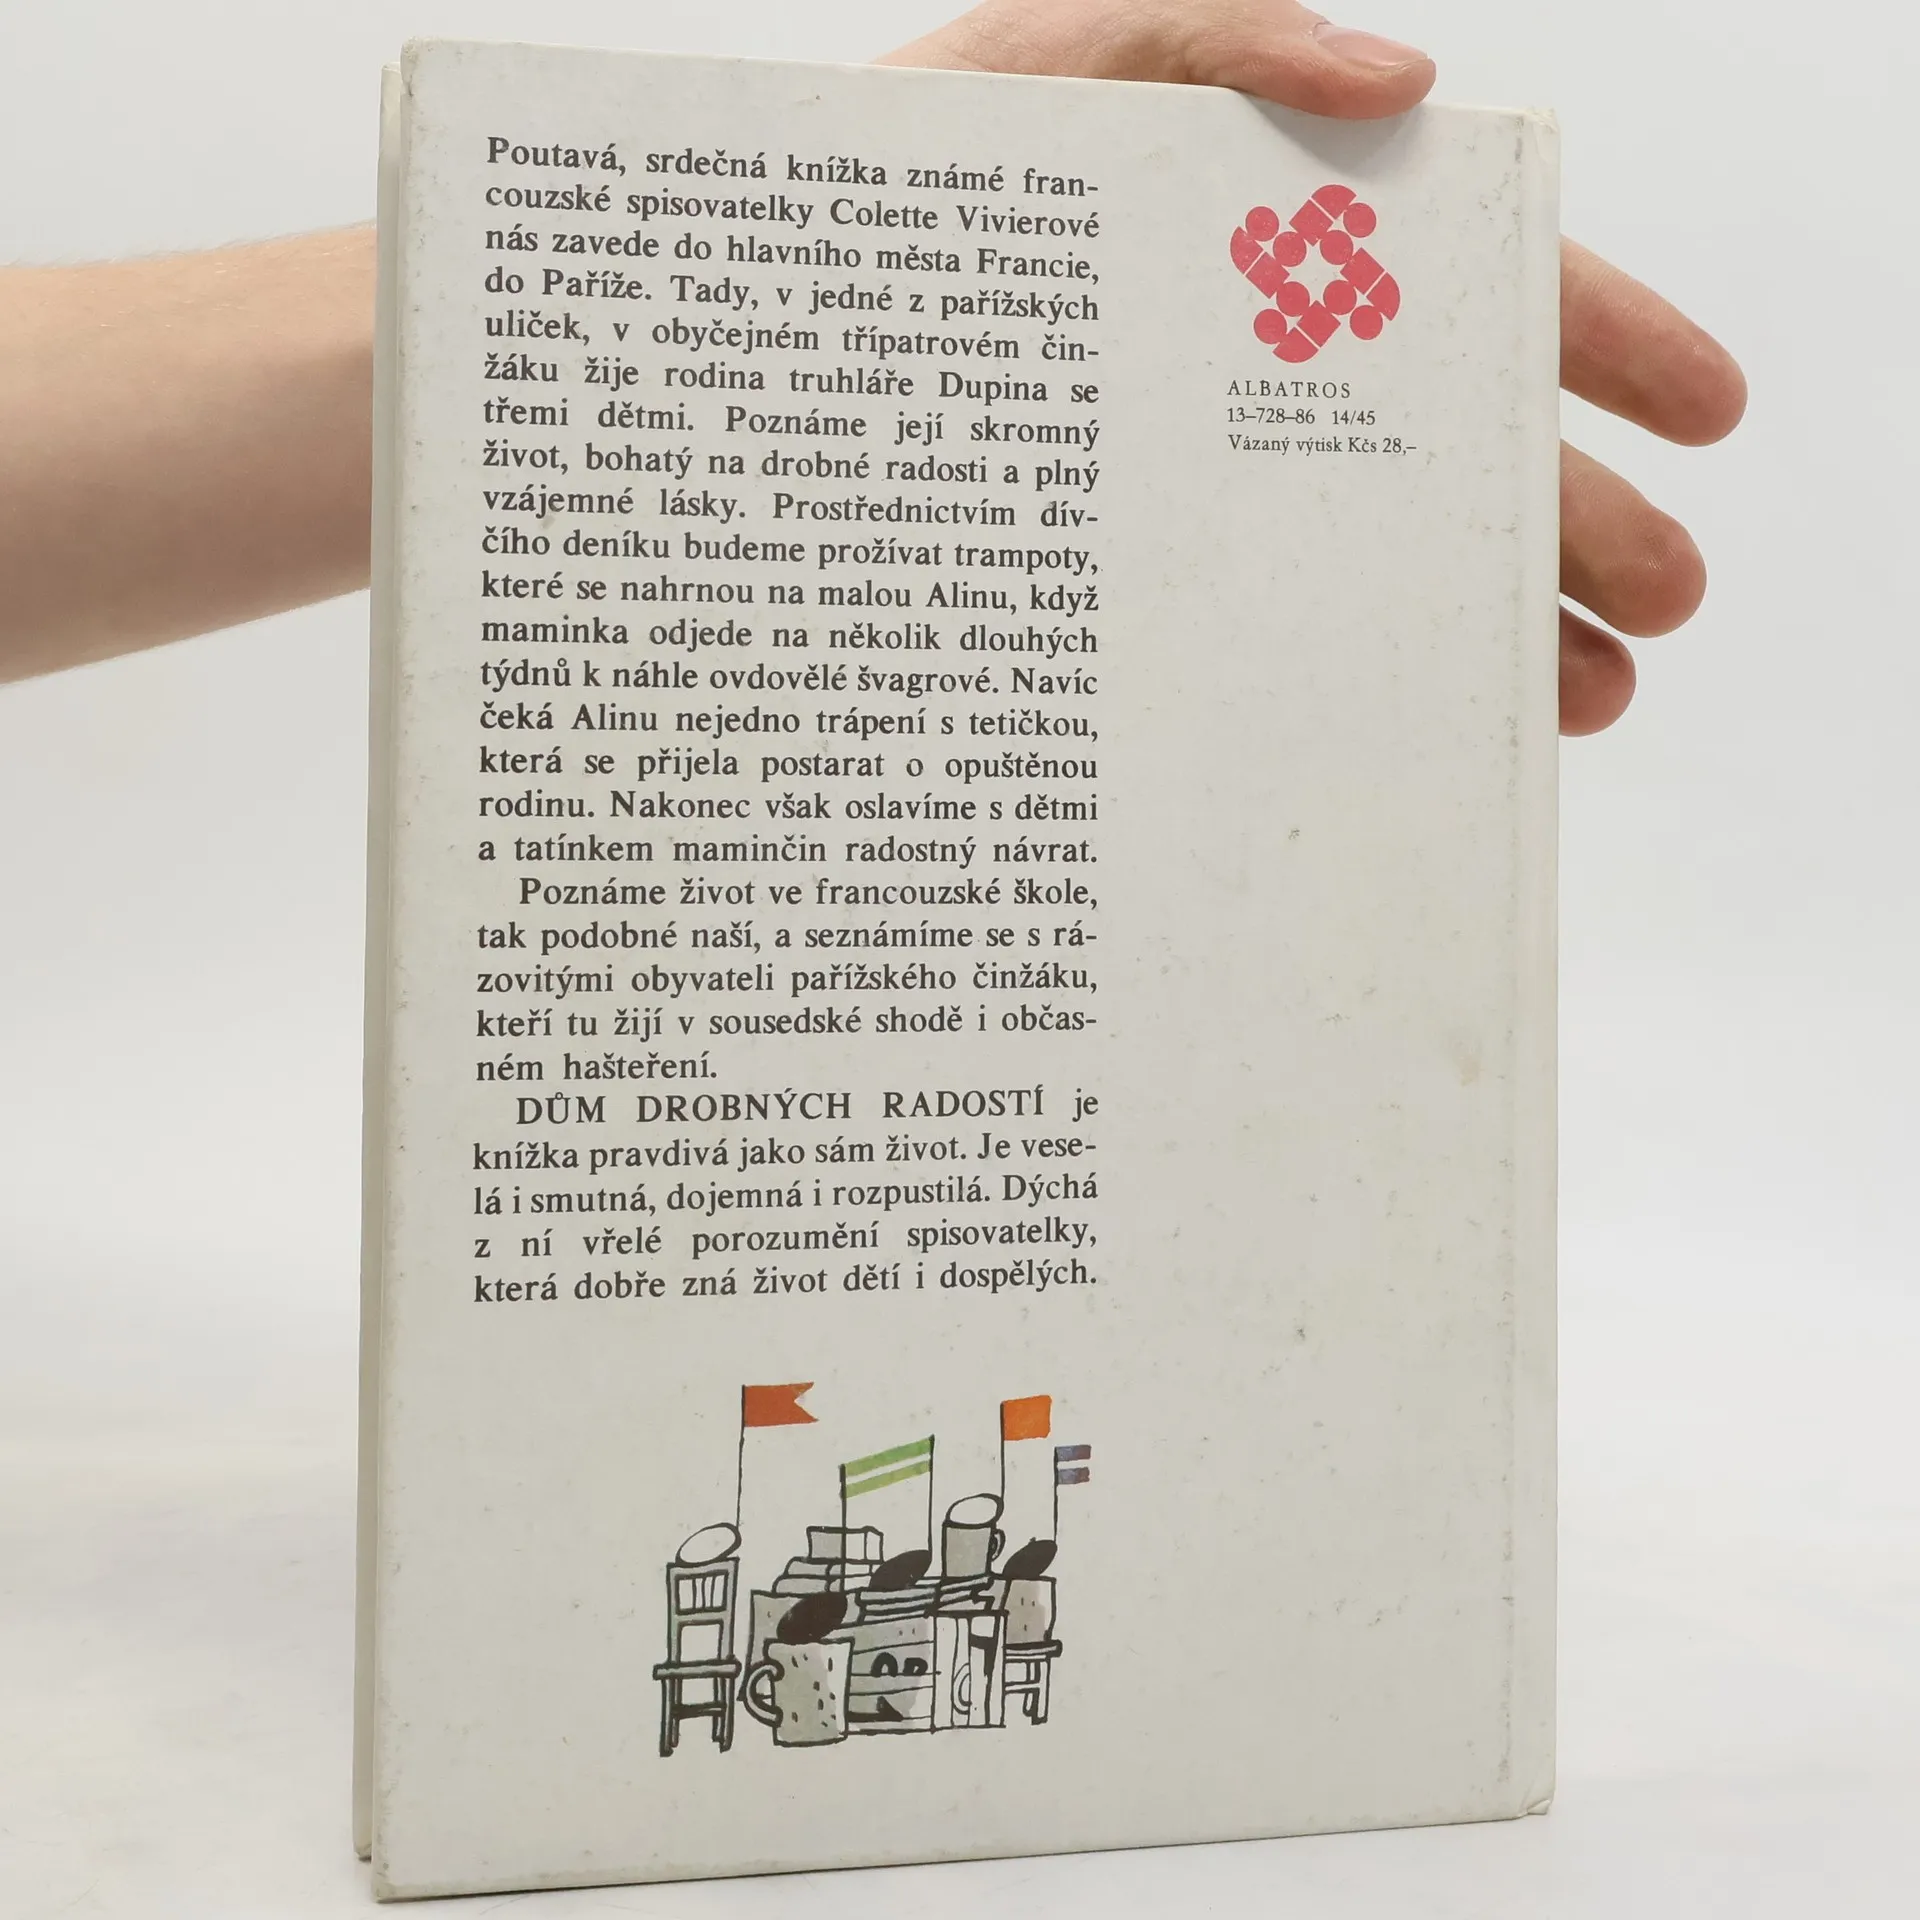 Poutavá, srdečná knížka známé fran-
couzské spisovatelky Colette Vivierové
nás zavede do hlavního města Francie,
do Paříže. Tady, v jedné z pařížských
uliček, v obyčejném třípatrovém čin-
žáku žije rodina truhláře Dupina se
třemi dětmi. Poznáme její skromný
život, bohatý na drobné radosti a plný
vzájemné lásky. Prostřednictvím dív-
čího deníku budeme prožívat trampoty,
které se nahrnou na malou Alinu, když
maminka odjede na několik dlouhých
týdnů k náhle ovdovělé švagrové. Navíc
čeká Alinu nejedno trápení s tetičkou,
která se přijela postarat o opuštěnou
rodinu. Nakonec však oslavíme s dětmi
a tatínkem maminčin radostný návrat.
Poznáme život ve francouzské škole,
tak podobné naší, a seznámíme se s rá-
zovitými obyvateli pařížského činžáku,
kteří tu žijí v sousedské shodě i občas-
ném hašteření.
DŮM DROBNÝCH RADOSTÍ je
knížka pravdivá jako sám život. Je vese-
lá i smutná, dojemná i rozpustilá. Dýchá
z ní vřelé porozumění spisovatelky,
která dobře zná život dětí i dospělých.
ALBATROS
13–728–86 14/45
Vázaný výtisk Kčs 28,–